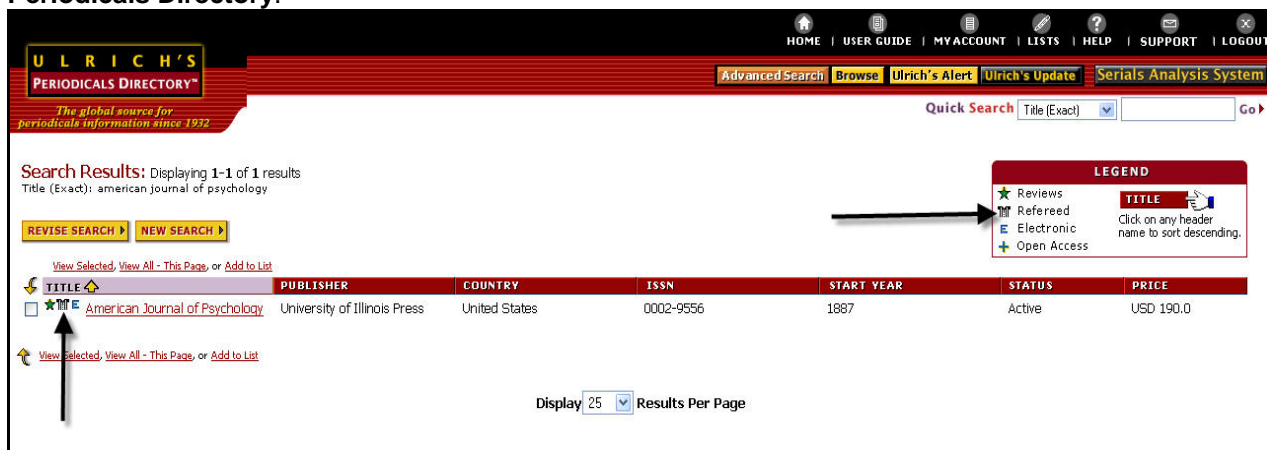 Periodicals Directory.
HOME | USER GUIDE | MY ACCOUNT | LISTS | HELP | SUPPORT | LOGOUT
ULRICH'S
PERIODICALS DIRECTORY™
The global source for
periodicals information since 1932
Advanced Search Browse Ulrich's Alert Ulrich's Update Serials Analysis System
Quick Search Title (Exact) Go
Search Results: Displaying 1-1 of 1 results
Title (Exact): american journal of psychology
REVISE SEARCH NEW SEARCH
LEGEND
Reviews
Refereed
E Electronic
Open Access
TITLE
Click on any header
name to sort descending.
View Selected, View All - This Page, or Add to List
TITLE PUBLISHER COUNTRY ISSN START YEAR STATUS PRICE
E American Journal of Psychology University of Illinois Press United States 0002-9556 1887 Active USD 190.0
View Selected, View All - This Page, or Add to List
Display 25 Results Per Page